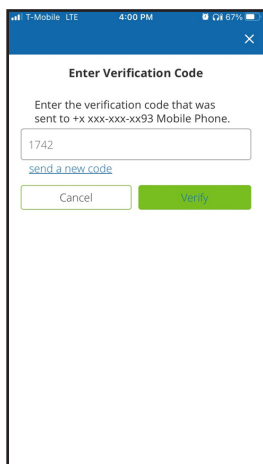 T-Mobile LTE 4:00 PM 67%
Enter Verification Code
Enter the verification code that was
sent to +x xxx-xxx-xx93 Mobile Phone.
1742
send a new code
Cancel Verify